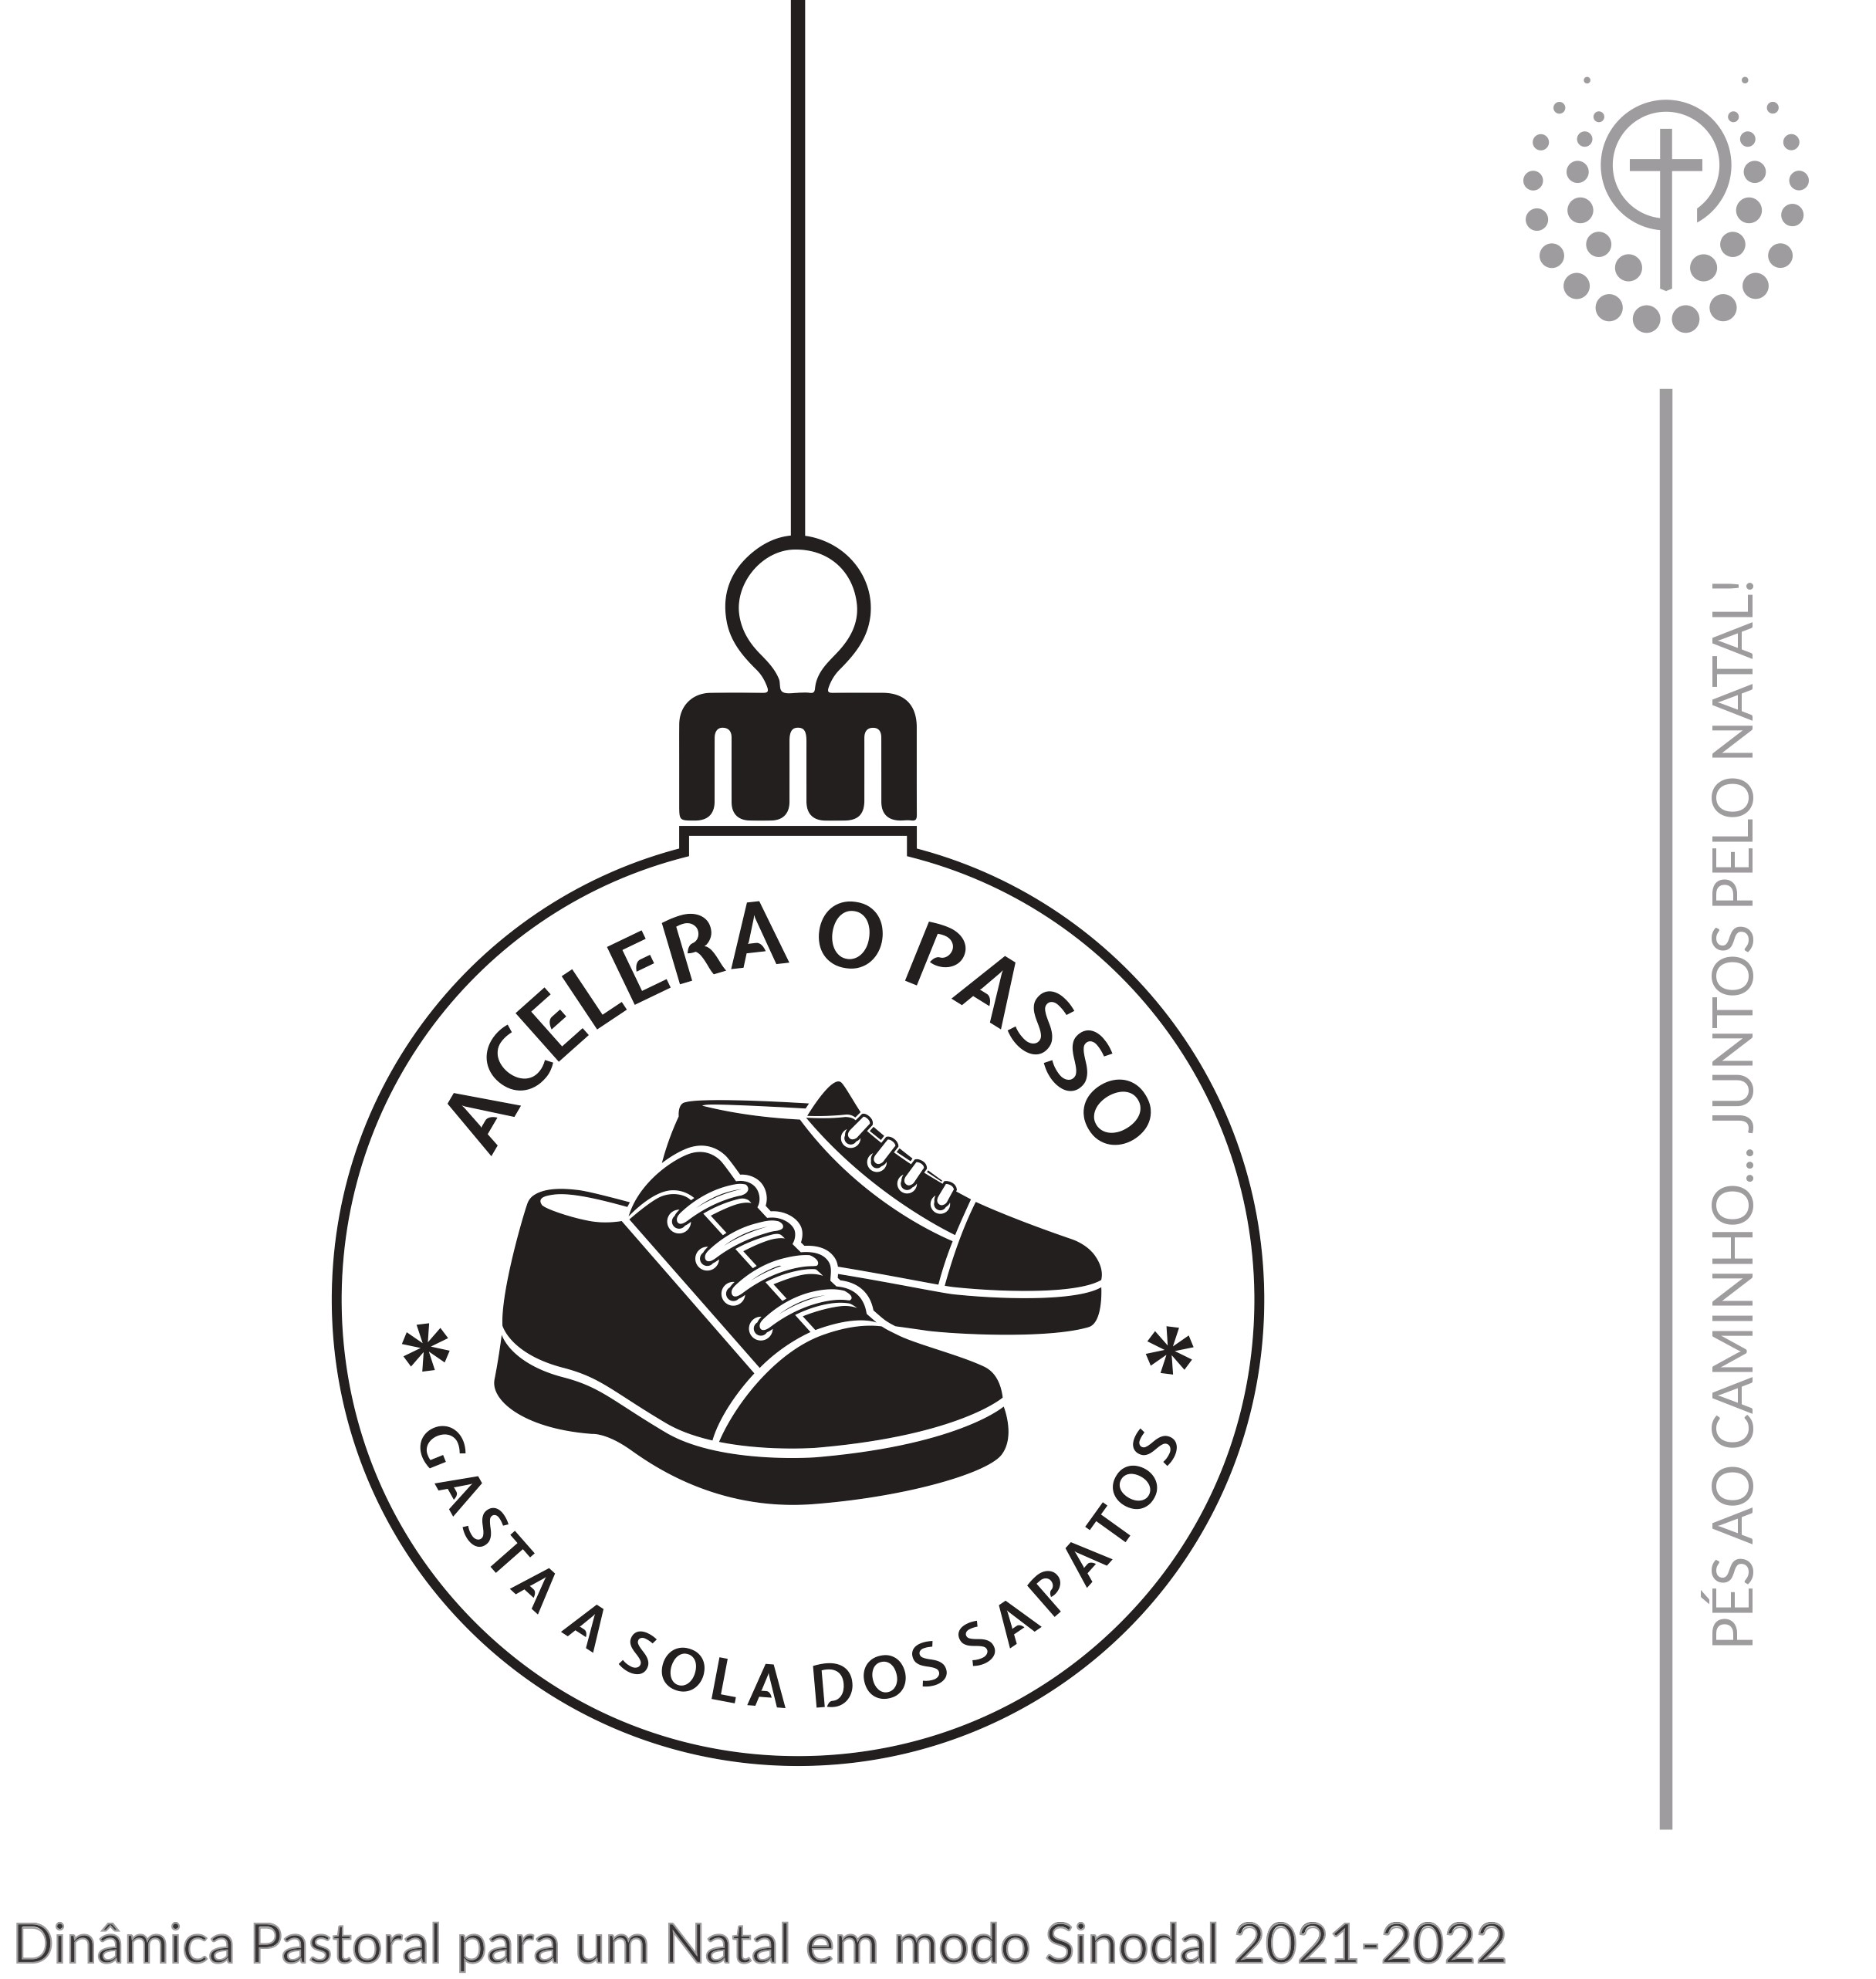 ACELERA O PASSO
* *
GASTA A SOLA DOS SAPATOS
PÉS AO CAMINHO... JUNTOS PELO NATAL!
Dinâmica Pastoral para um Natal em modo Sinodal 2021-2022